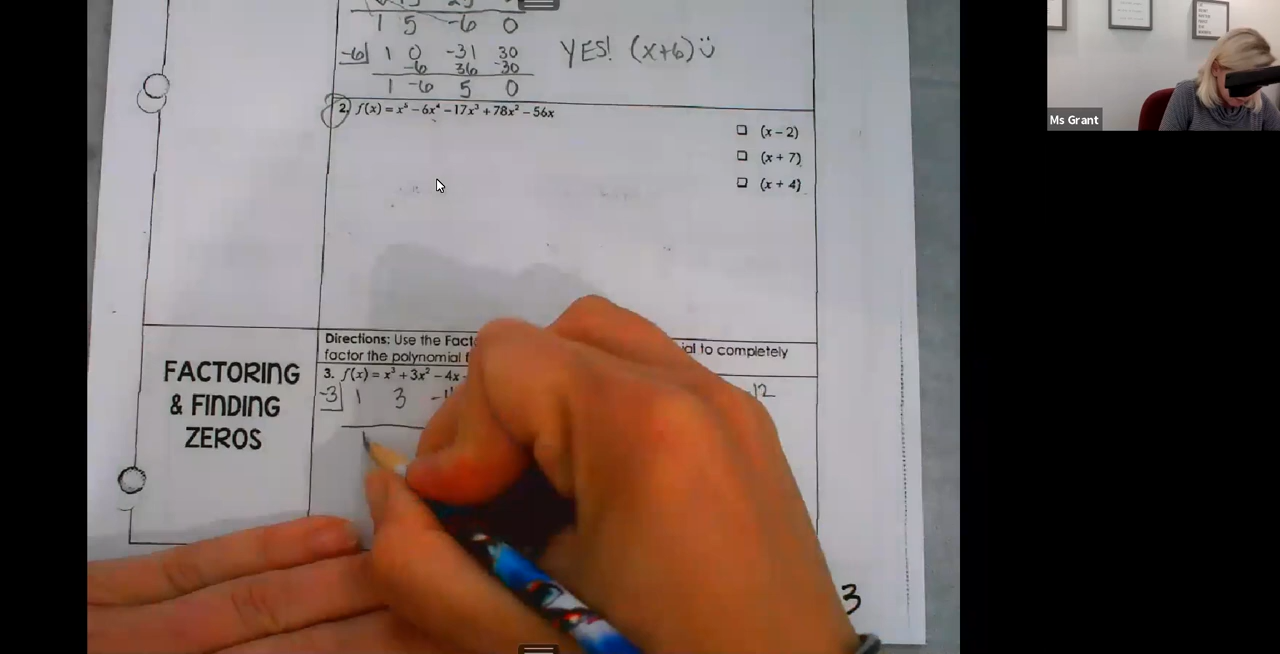 1 5 -6 0
-6 1 0 -31 30
-6 36 -30
1 -6 5 0
YES! (x+6)
2. f(x) = x⁵ – 6x⁴ – 17x³ + 78x² – 56x
(x – 2)
(x + 7)
(x + 4)
FACTORING
& FINDING
ZEROS
Directions: Use the ial to completely
factor the polynomial
3. f(x) = x³ + 3x² – 4x
-3 1 3
12
3
Ms Grant